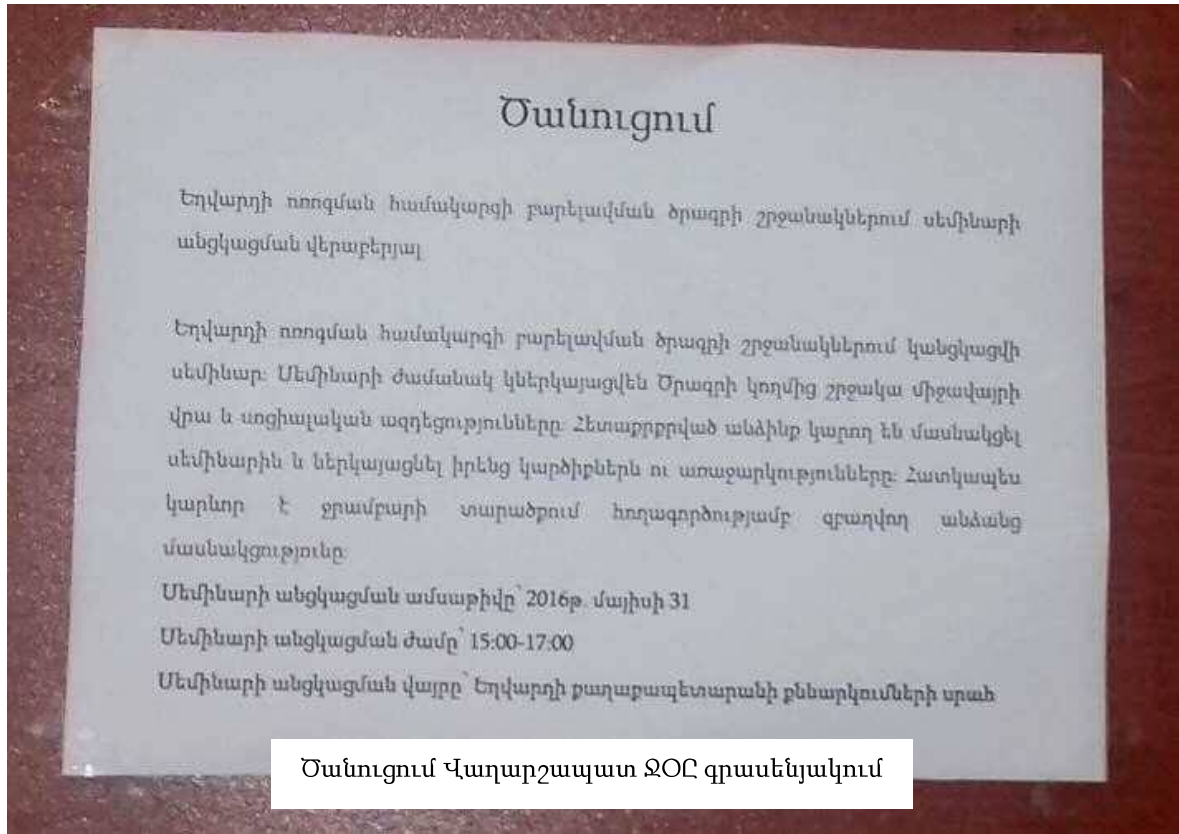 Ծանուցում
Եղվարդի ոռոգման համակարգի բարելավման ծրագրի շրջանակներում սեմինարի
անցկացման վերաբերյալ
Եղվարդի ոռոգման համակարգի բարելավման ծրագրի շրջանակներում կանցկացվի
սեմինար: Սեմինարի ժամանակ կներկայացվեն Ծրագրի կողմից շրջակա միջավայրի
վրա և սոցիալական ազդեցությունները: Հետաքրքրված անձինք կարող են մասնակցել
սեմինարին և ներկայացնել իրենց կարծիքներն ու առաջարկությունները: Հատկապես
կարևոր է ջրամբարի տարածքում հողագործությամբ զբաղվող անձանց
մասնակցությունը:
Սեմինարի անցկացման ամսաթիվը՝ 2016թ. մայիսի 31
Սեմինարի անցկացման ժամը՝ 15:00-17:00
Սեմինարի անցկացման վայրը՝ Եղվարդի քաղաքապետարանի քննարկումների սրահ
Ծանուցում Վաղարշապատ ՋՕԸ գրասենյակում